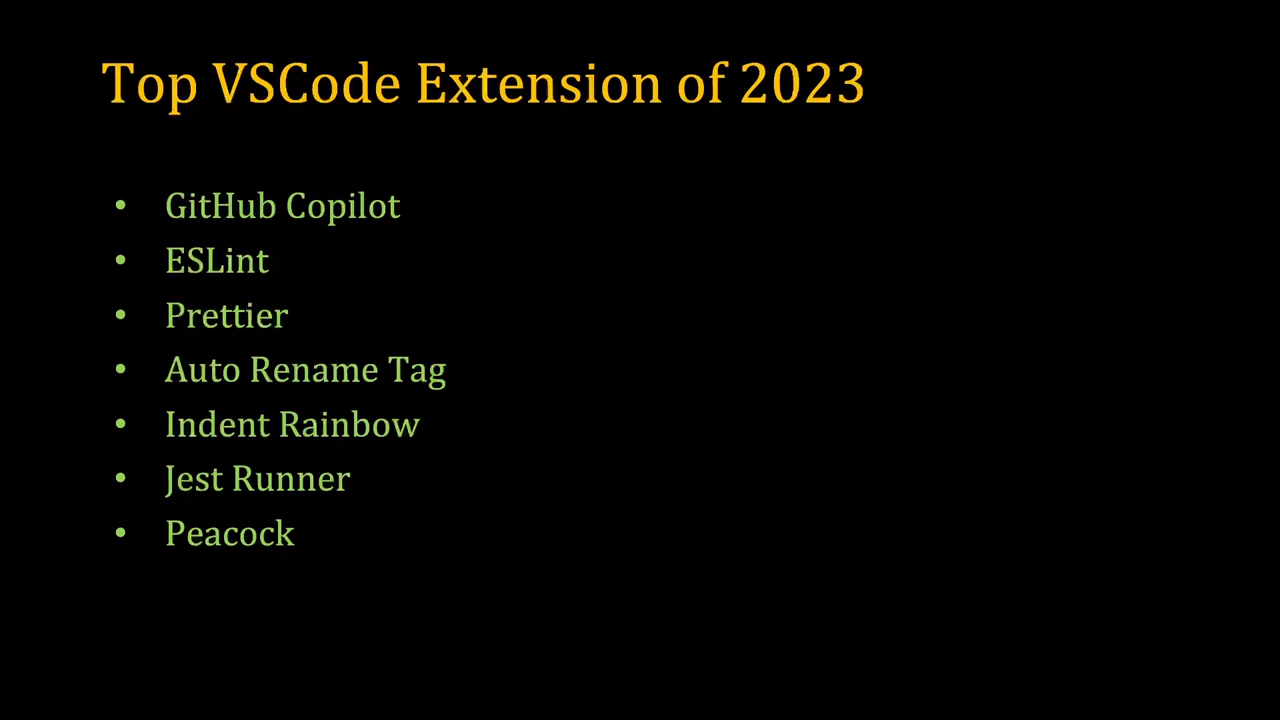 Top VSCode Extension of 2023
• GitHub Copilot
• ESLint
• Prettier
• Auto Rename Tag
• Indent Rainbow
• Jest Runner
• Peacock